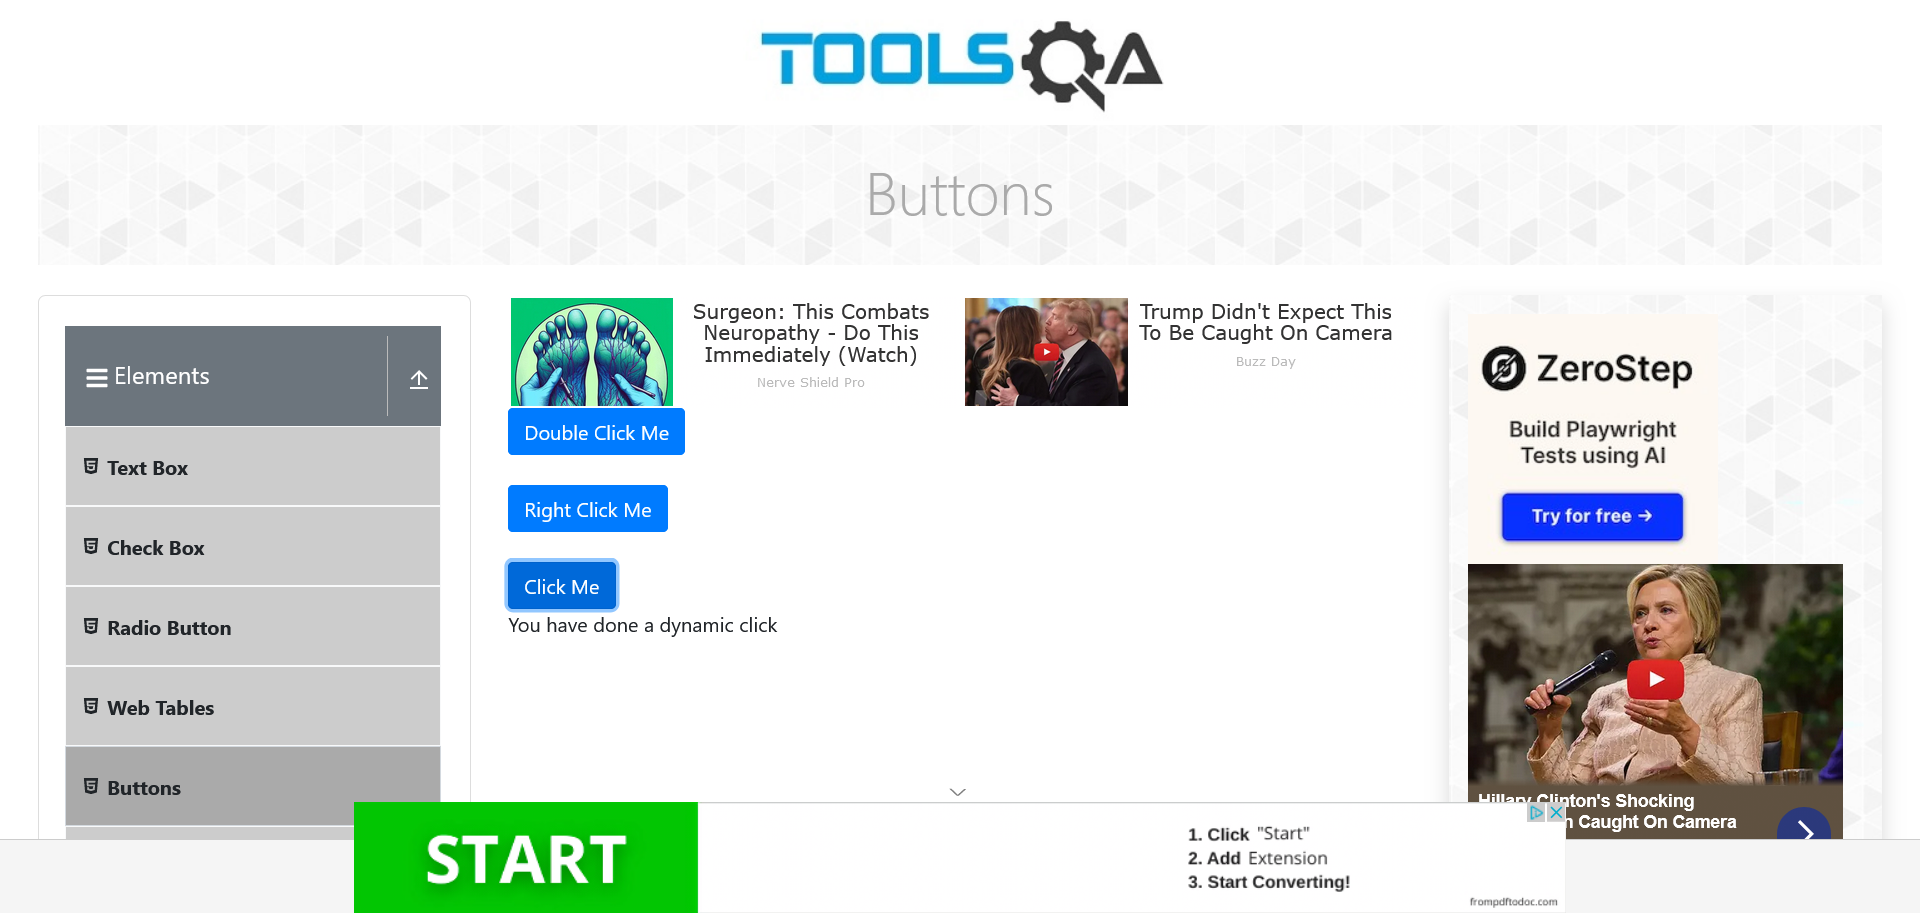 TOOLSQA
Buttons
Elements
Text Box
Check Box
Radio Button
Web Tables
Buttons
Surgeon: This Combats
Neuropathy - Do This
Immediately (Watch)
Nerve Shield Pro
Trump Didn't Expect This
To Be Caught On Camera
Buzz Day
Double Click Me
Right Click Me
Click Me
You have done a dynamic click
ZeroStep
Build Playwright
Tests using AI
Try for free →
Hillary Clinton's Shocking
n Caught On Camera
START
1. Click "Start"
2. Add Extension
3. Start Converting!
frompdftodoc.com